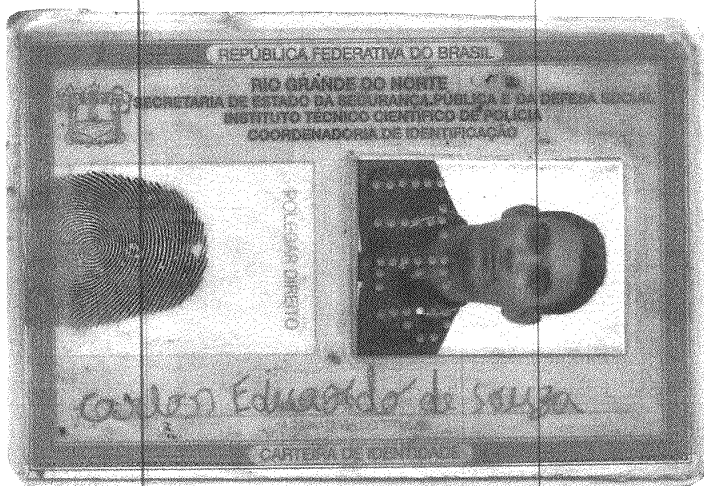 REPÚBLICA FEDERATIVA DO BRASIL
RIO GRANDE DO NORTE
SECRETARIA DE ESTADO DA SEGURANÇA PÚBLICA E DA DEFESA SOCIAL
INSTITUTO TÉCNICO CIENTÍFICO DE POLÍCIA
COORDENADORIA DE IDENTIFICAÇÃO
POLEGAR DIREITO
Carlos Eduardo de Souza
CARTEIRA DE IDENTIDADE